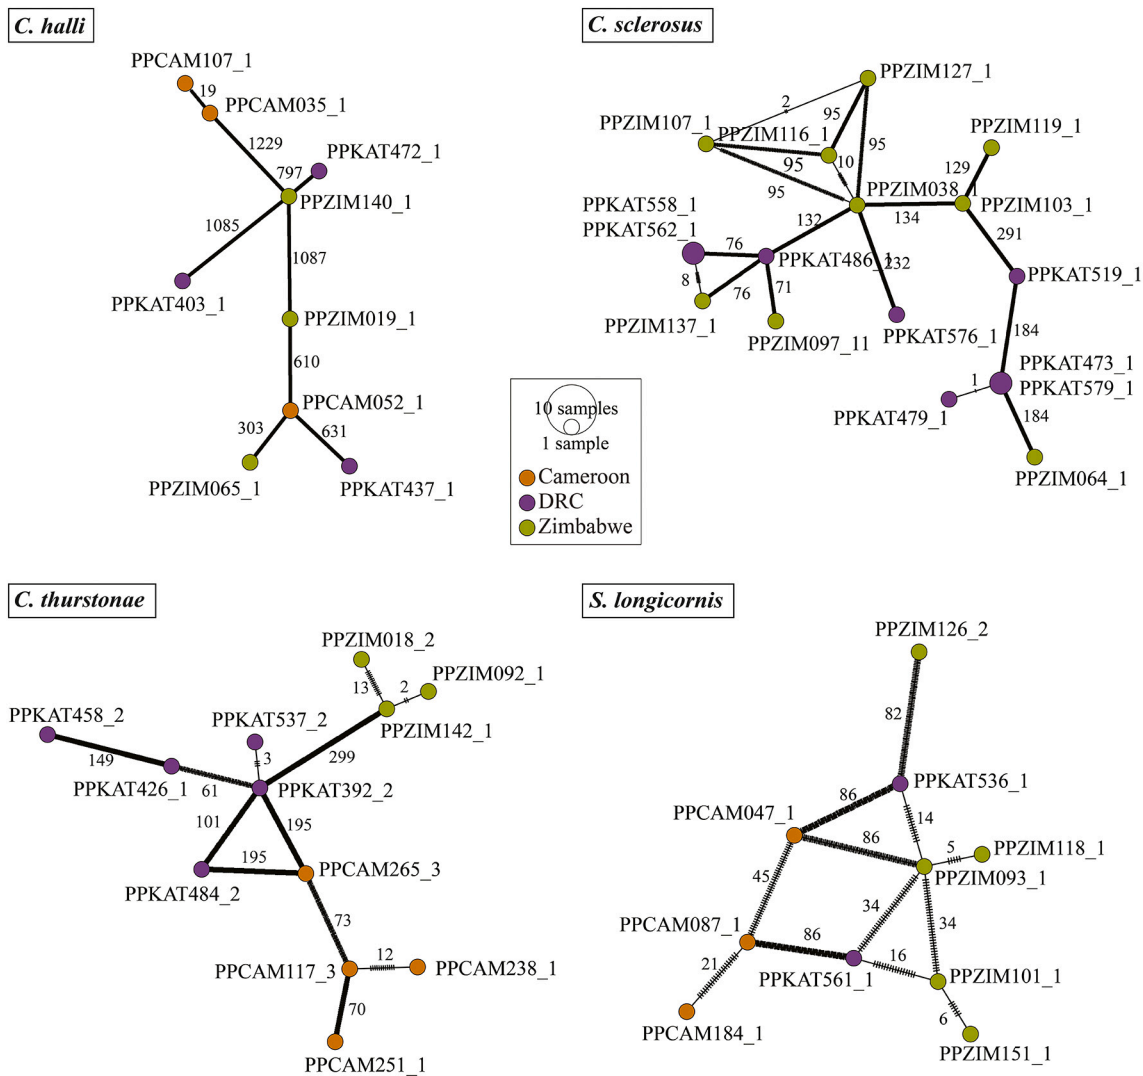 C. halli
PPCAM107_1
19
PPCAM035_1
1229
PPKAT472_1
797
PPZIM140_1
1085
1087
PPKAT403_1
PPZIM019_1
610
PPCAM052_1
303
631
PPZIM065_1
PPKAT437_1
C. sclerosus
PPZIM127_1
2
95
PPZIM107_1
PPZIM116_1
PPZIM119_1
95
95
10
129
95
PPZIM038_1
PPKAT558_1
PPKAT562_1
132
134
PPZIM103_1
76
PPKAT486_1
232
291
8
76
71
PPKAT519_1
PPZIM137_1
PPZIM097_11
PPKAT576_1
184
PPKAT473_1
PPKAT579_1
1
PPKAT479_1
184
PPZIM064_1
10 samples
1 sample
Cameroon
DRC
Zimbabwe
C. thurstonae
PPZIM018_2
PPZIM092_1
13
2
PPKAT458_2
PPKAT537_2
PPZIM142_1
149
3
299
PPKAT426_1
61
PPKAT392_2
101
195
195
PPCAM265_3
PPKAT484_2
73
12
PPCAM117_3
PPCAM238_1
70
PPCAM251_1
S. longicornis
PPZIM126_2
82
PPKAT536_1
86
PPCAM047_1
14
86
5
PPZIM118_1
PPZIM093_1
45
34
34
PPCAM087_1
86
16
21
PPKAT561_1
PPZIM101_1
6
PPCAM184_1
PPZIM151_1